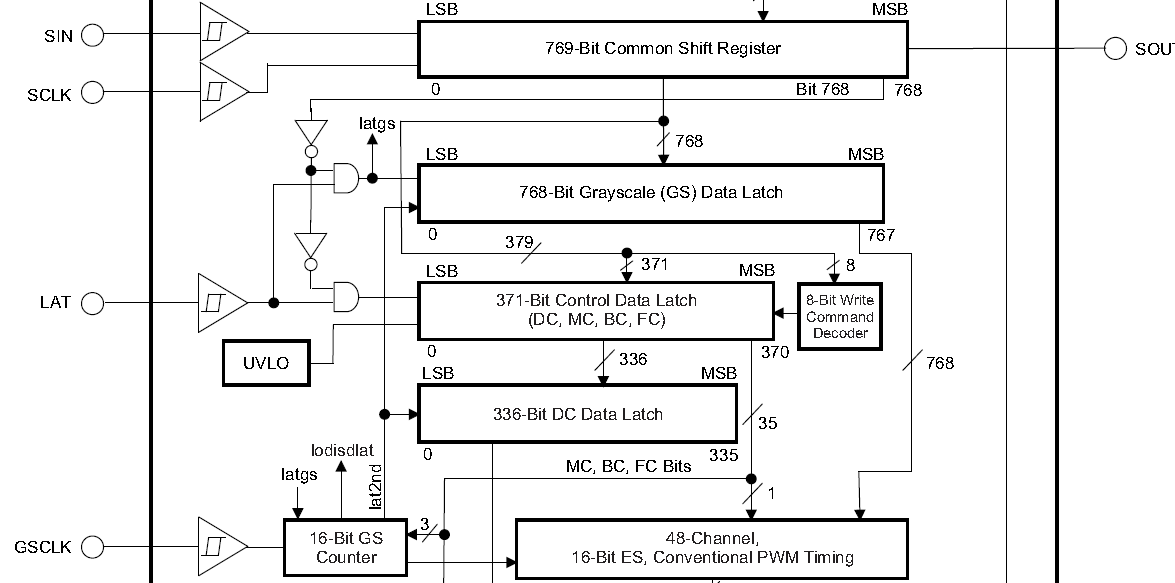 LSB
MSB
SIN
769-Bit Common Shift Register
SOUT
SCLK
0
Bit 768
768
latgs
768
LSB
MSB
768-Bit Grayscale (GS) Data Latch
0
767
379
371
8
LSB
MSB
LAT
371-Bit Control Data Latch
(DC, MC, BC, FC)
8-Bit Write
Command
Decoder
0
370
UVLO
336
768
LSB
MSB
336-Bit DC Data Latch
35
0
335
lodisdlat
MC, BC, FC Bits
latgs
lat2nd
1
3
GSCLK
16-Bit GS
Counter
48-Channel,
16-Bit ES, Conventional PWM Timing